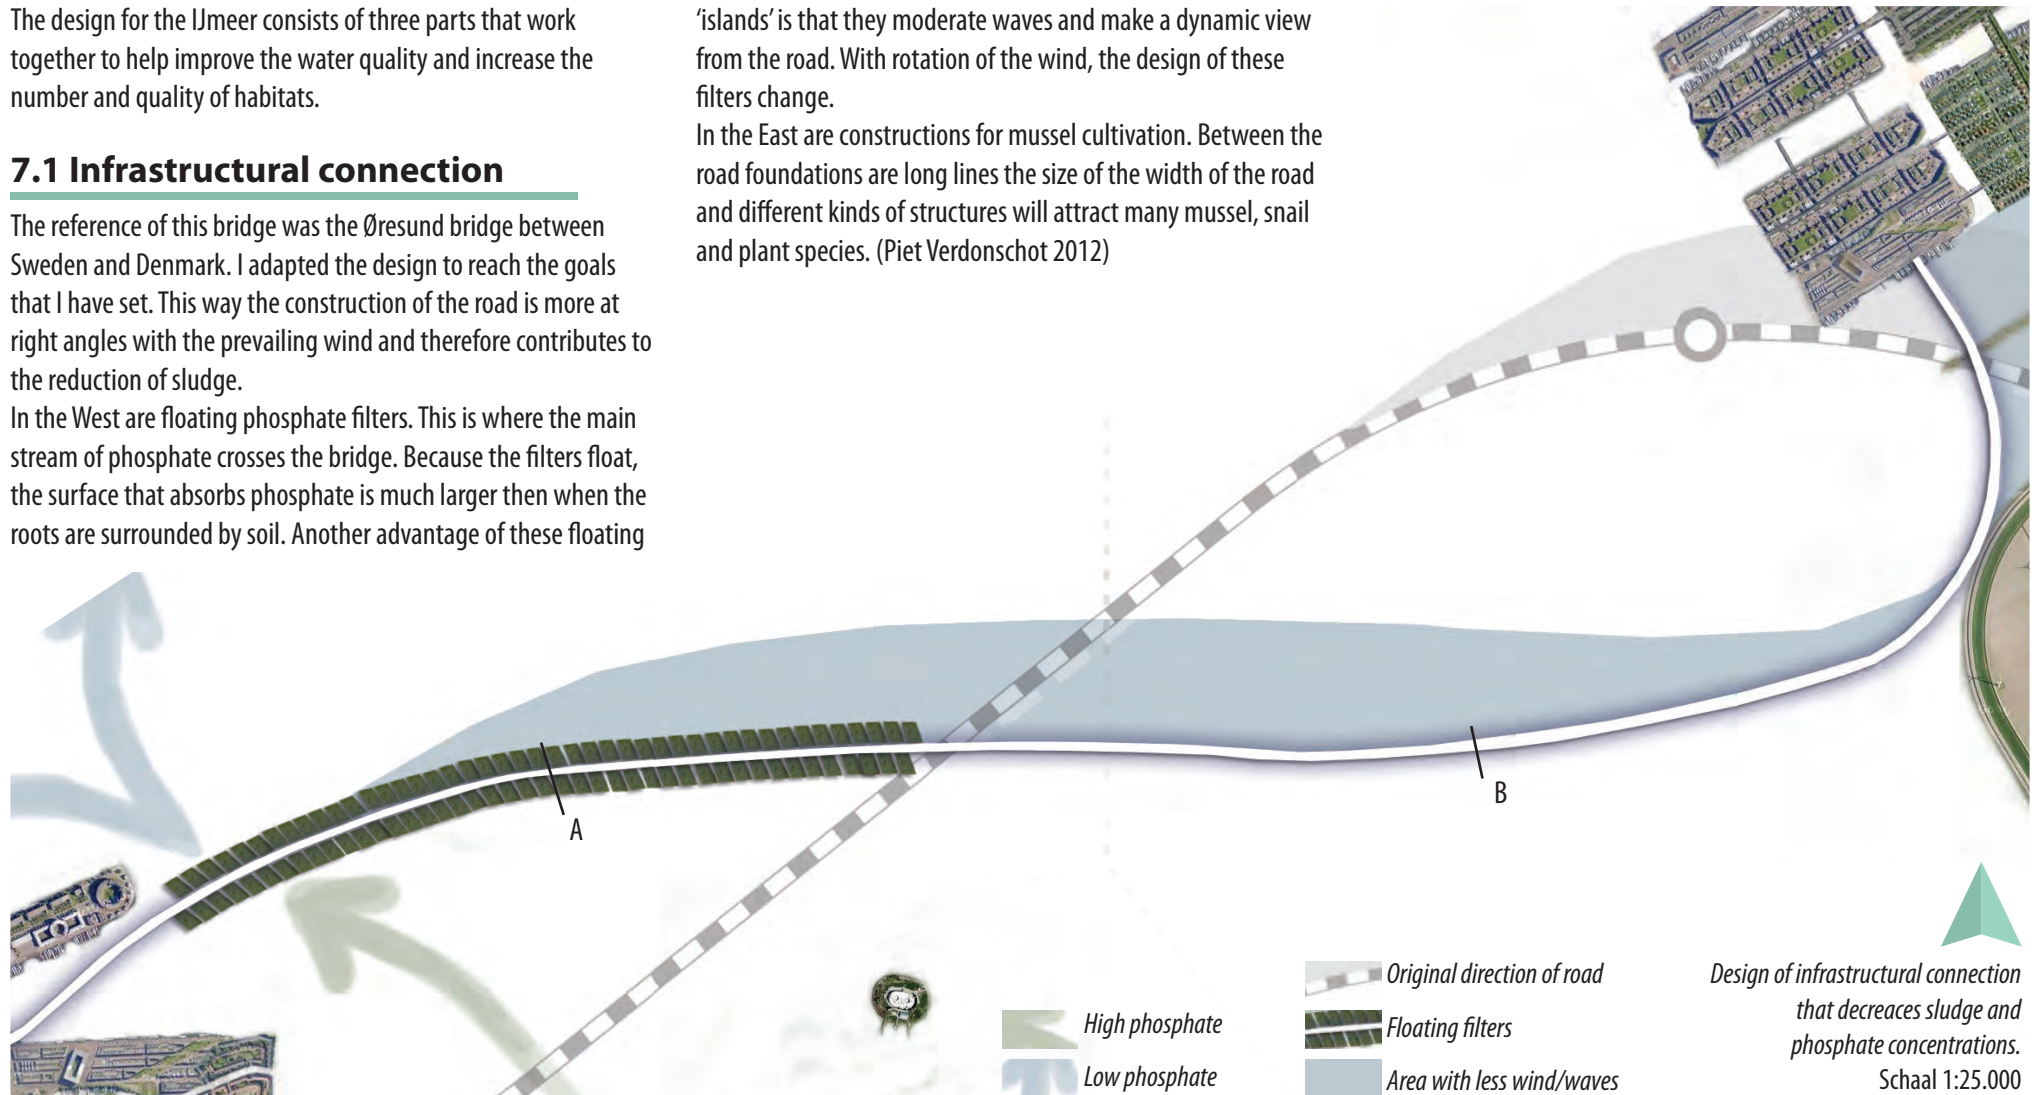 The design for the IJmeer consists of three parts that work
together to help improve the water quality and increase the
number and quality of habitats.
7.1 Infrastructural connection
The reference of this bridge was the Øresund bridge between
Sweden and Denmark. I adapted the design to reach the goals
that I have set. This way the construction of the road is more at
right angles with the prevailing wind and therefore contributes to
the reduction of sludge.
In the West are floating phosphate filters. This is where the main
stream of phosphate crosses the bridge. Because the filters float,
the surface that absorbs phosphate is much larger then when the
roots are surrounded by soil. Another advantage of these floating
‘islands’ is that they moderate waves and make a dynamic view
from the road. With rotation of the wind, the design of these
filters change.
In the East are constructions for mussel cultivation. Between the
road foundations are long lines the size of the width of the road
and different kinds of structures will attract many mussel, snail
and plant species. (Piet Verdonschot 2012)
A
B
High phosphate
Low phosphate
Original direction of road
Floating filters
Area with less wind/waves
Design of infrastructural connection
that decreaces sludge and
phosphate concentrations.
Schaal 1:25.000